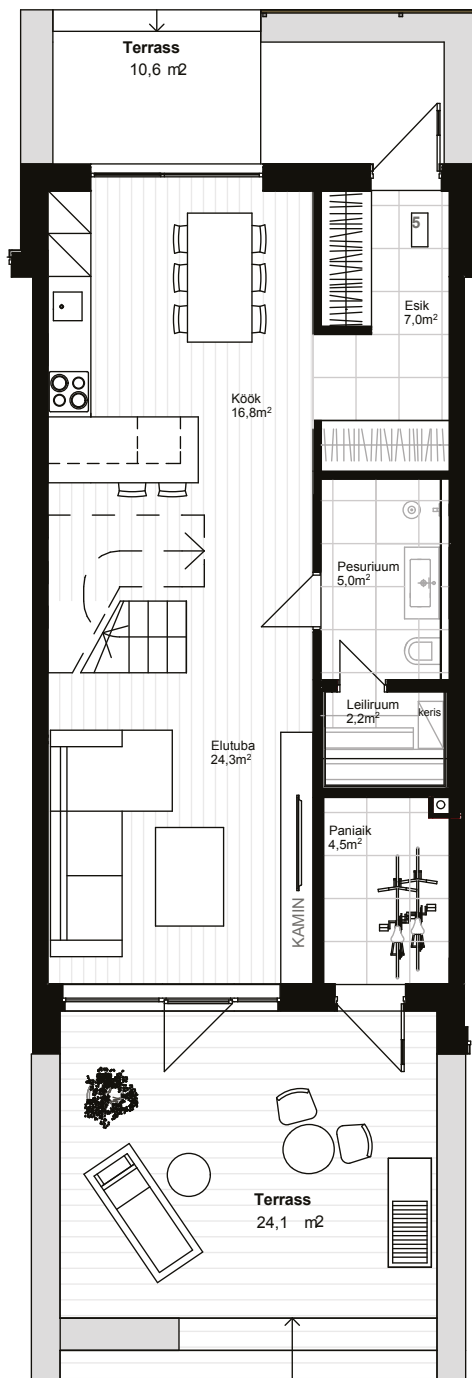 Terrass
10,6 m2
5
Esik
7,0m²
Köök
16,8m²
Pesuriuum
5,0m²
Leiliruum
2,2m²
keris
Elutuba
24,3m²
Paniaik
4,5m²
KAMIN
Terrass
24,1 m2